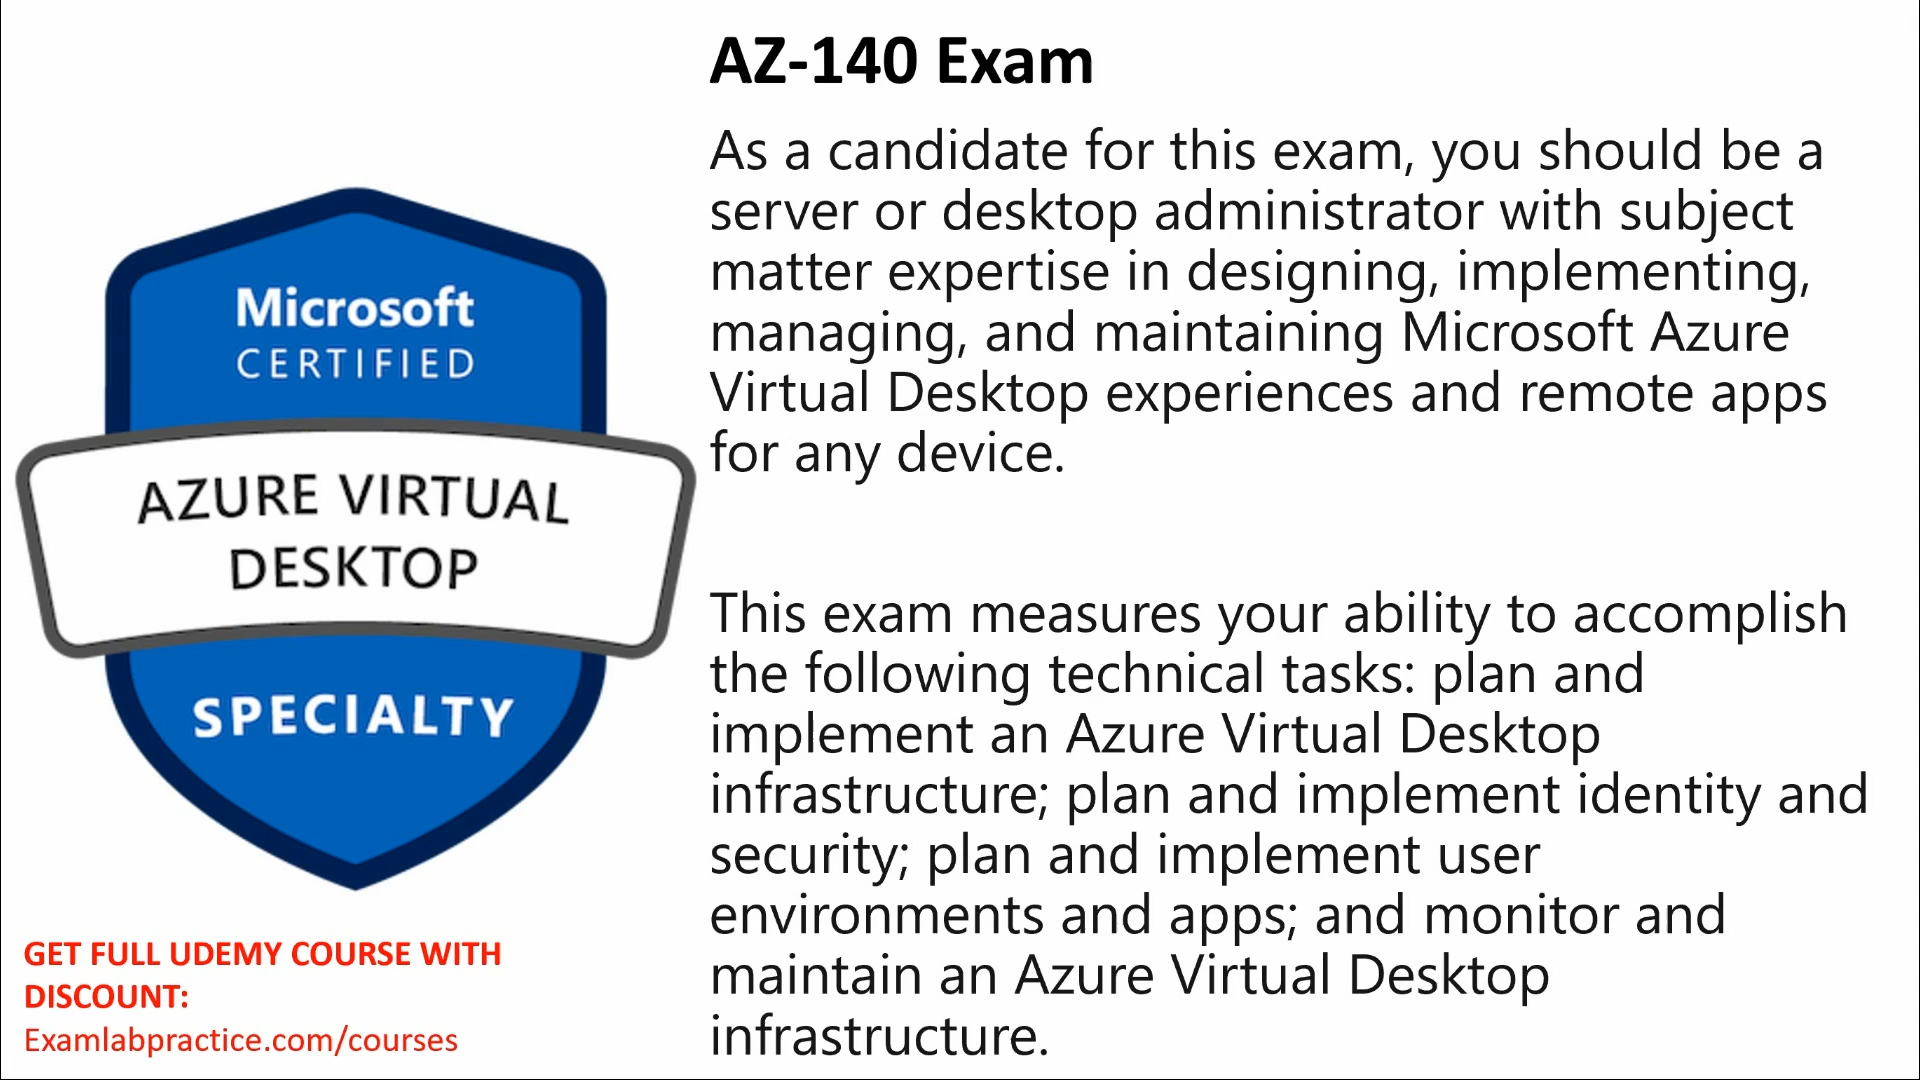 AZ-140 Exam
As a candidate for this exam, you should be a
server or desktop administrator with subject
matter expertise in designing, implementing,
managing, and maintaining Microsoft Azure
Virtual Desktop experiences and remote apps
for any device.
This exam measures your ability to accomplish
the following technical tasks: plan and
implement an Azure Virtual Desktop
infrastructure; plan and implement identity and
security; plan and implement user
environments and apps; and monitor and
maintain an Azure Virtual Desktop
infrastructure.
Microsoft
CERTIFIED
AZURE VIRTUAL
DESKTOP
SPECIALTY
GET FULL UDEMY COURSE WITH
DISCOUNT:
Examlabpractice.com/courses